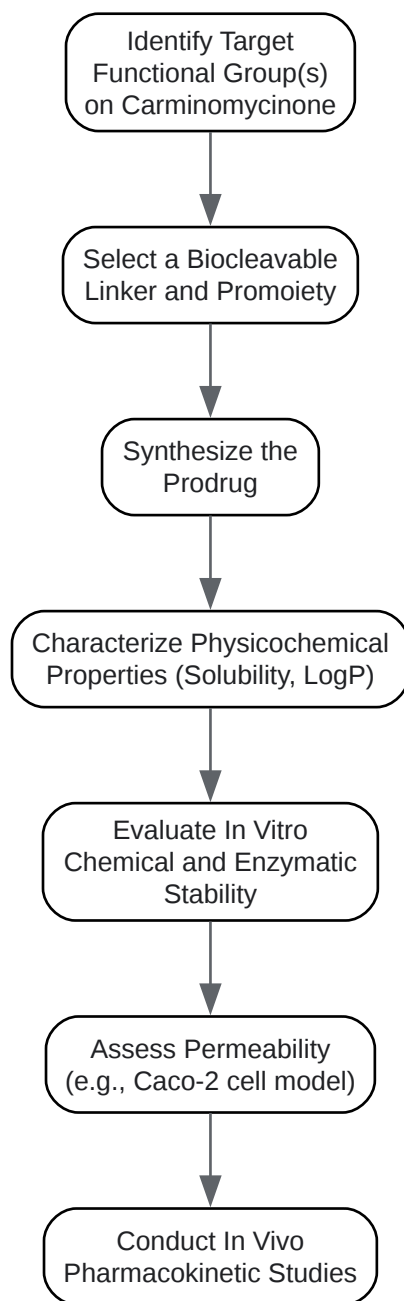 Identify Target
Functional Group(s)
on Carminomycinone
Select a Biocleavable
Linker and Promoiety
Synthesize the
Prodrug
Characterize Physicochemical
Properties (Solubility, LogP)
Evaluate In Vitro
Chemical and Enzymatic
Stability
Assess Permeability
(e.g., Caco-2 cell model)
Conduct In Vivo
Pharmacokinetic Studies